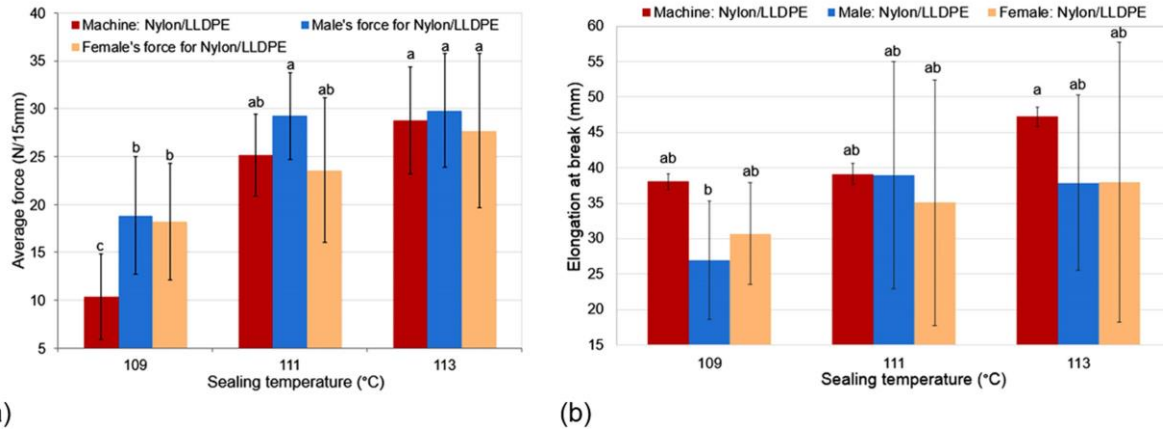 Machine: Nylon/LLDPE
Male's force for Nylon/LLDPE
Female's force for Nylon/LLDPE
40
35
30
25
20
15
10
5
Average force (N/15mm)
c
b
b
ab
a
ab
a
a
a
109
111
113
Sealing temperature (°C)
)
Machine: Nylon/LLDPE
Male: Nylon/LLDPE
Female: Nylon/LLDPE
60
55
50
45
40
35
30
25
20
15
Elongation at break (mm)
ab
b
ab
ab
ab
ab
a
ab
ab
109
111
113
Sealing temperature (°C)
(b)